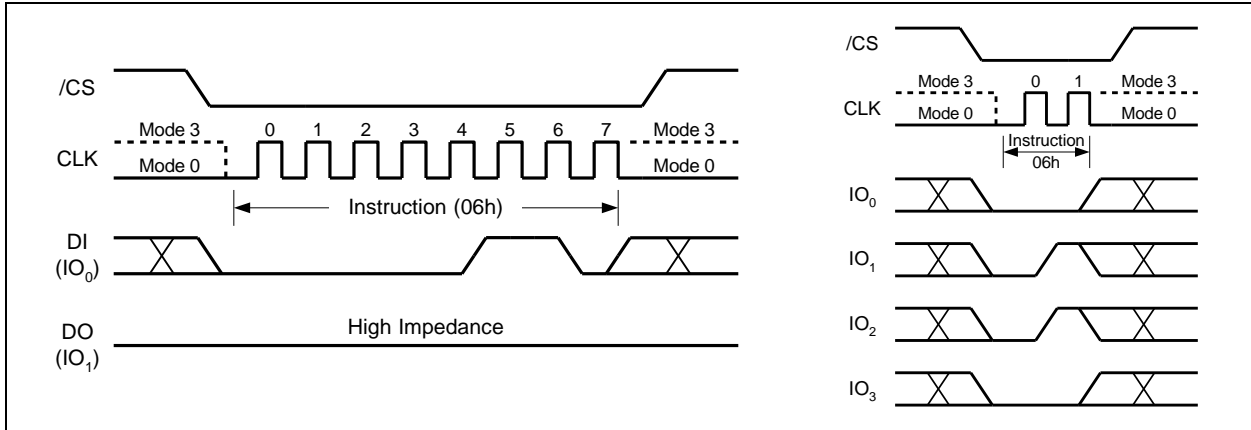 /CS
Mode 3 0 1 2 3 4 5 6 7 Mode 3
CLK Mode 0 Mode 0
Instruction (06h)
DI
(IO0)
DO High Impedance
(IO1)
/CS
Mode 3 0 1 Mode 3
CLK Mode 0 Mode 0
Instruction
06h
IO0
IO1
IO2
IO3